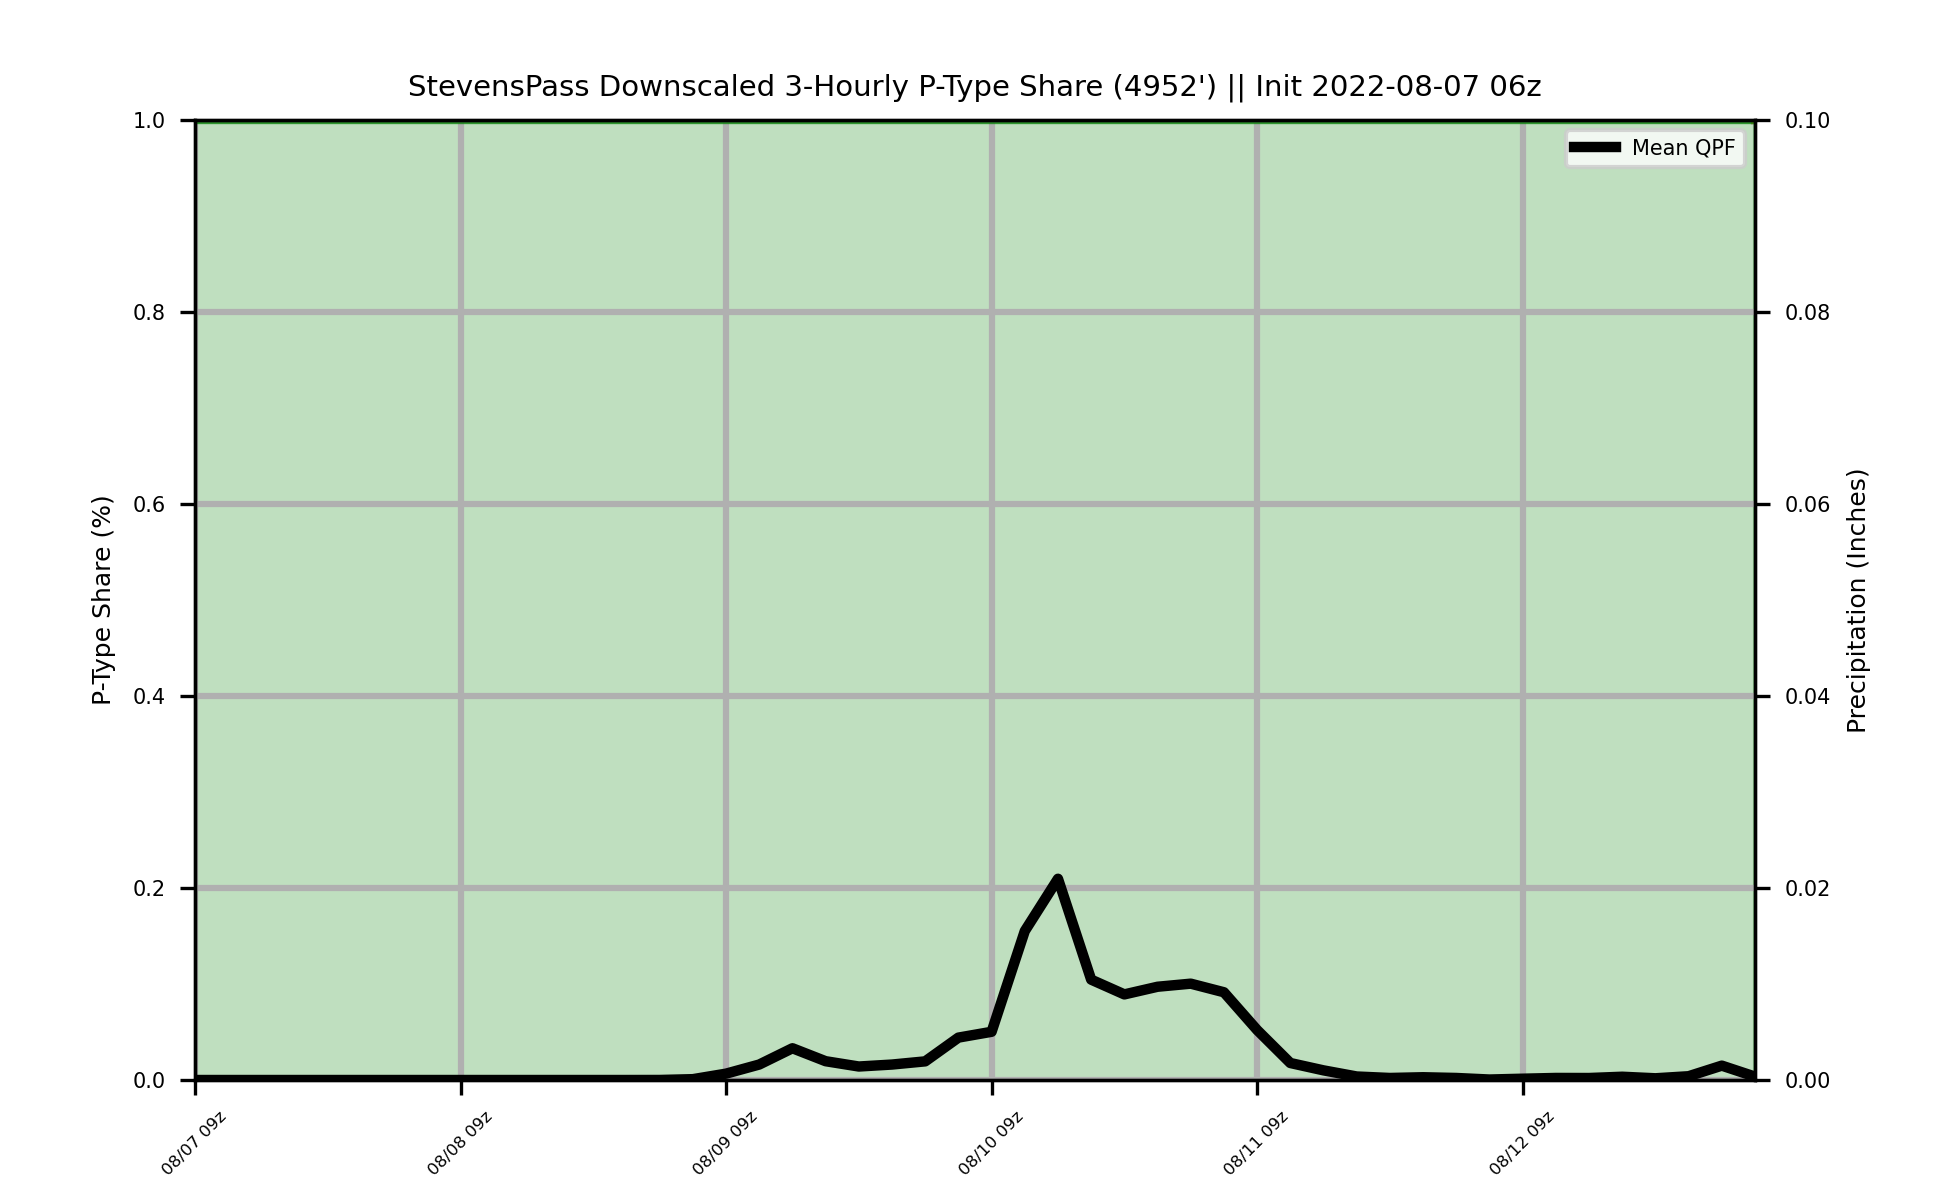 StevensPass Downscaled 3-Hourly P-Type Share (4952') || Init 2022-08-07 06z
Mean QPF
P-Type Share (%)
1.0
0.8
0.6
0.4
0.2
0.0
0.10
0.08
0.06
0.04
0.02
0.00
Precipitation (Inches)
08/07 09z
08/08 09z
08/09 09z
08/10 09z
08/11 09z
08/12 09z